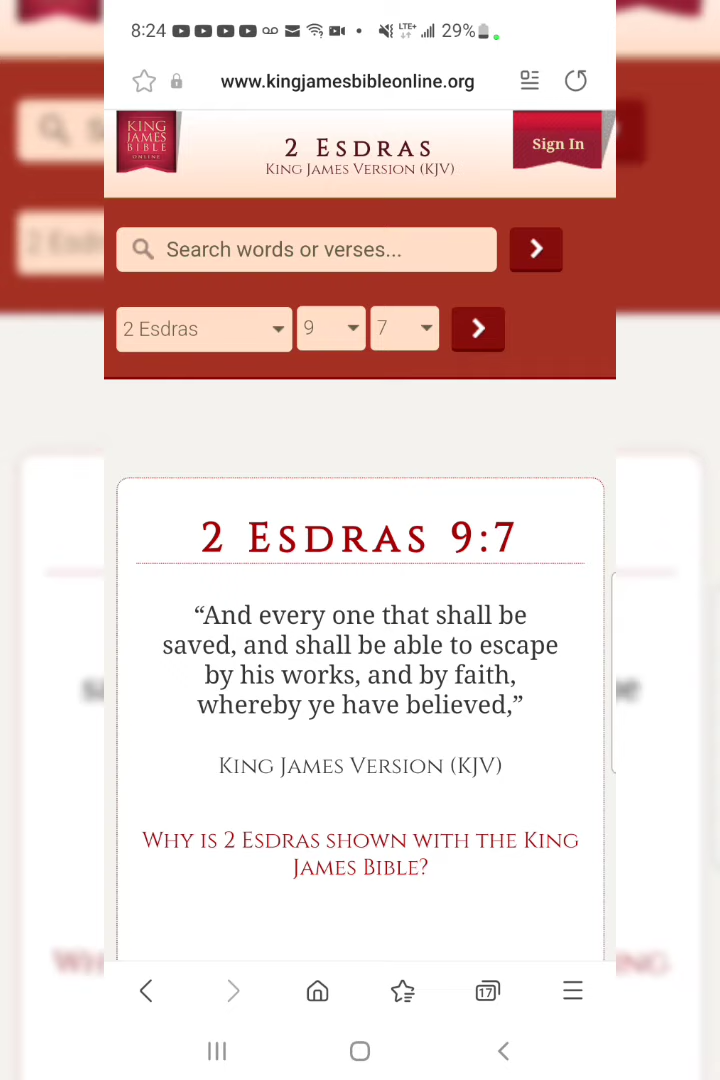 8:24
LTE+
29%
www.kingjamesbibleonline.org
KING
JAMES
BIBLE
ONLINE
2 Esdras
King James Version (KJV)
Sign In
Search words or verses...
2 Esdras
9
7
2 Esdras 9:7
“And every one that shall be
saved, and shall be able to escape
by his works, and by faith,
whereby ye have believed,”
King James Version (KJV)
Why is 2 Esdras shown with the King
James Bible?
17